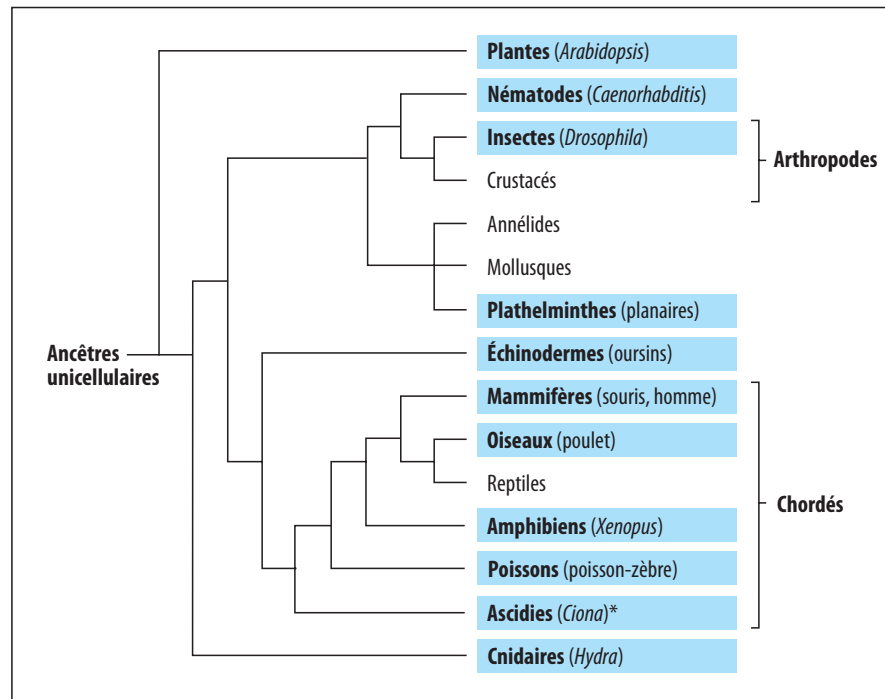 Plantes (Arabidopsis)
Nématodes (Caenorhabditis)
Insectes (Drosophila)
Arthropodes
Crustacés
Annélides
Mollusques
Plathelminthes (planaires)
Ancêtres
unicellulaires
Échinodermes (oursins)
Mammifères (souris, homme)
Oiseaux (poulet)
Reptiles
Chordés
Amphibiens (Xenopus)
Poissons (poisson-zèbre)
Ascidies (Ciona)*
Cnidaires (Hydra)